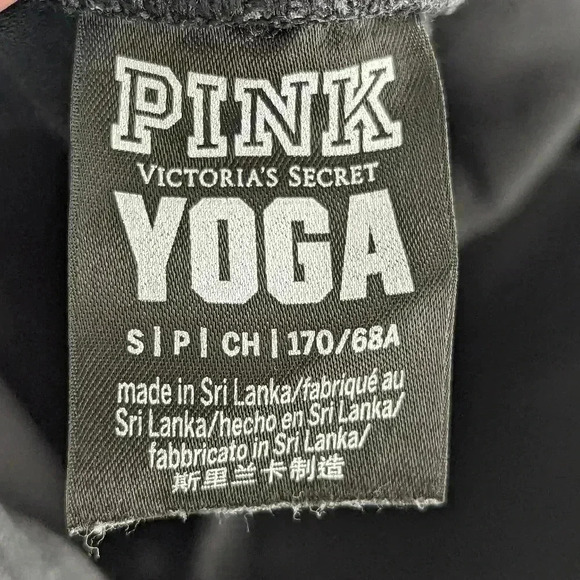 PINK
VICTORIA'S SECRET
YOGA
S | P | CH | 170/68A
made in Sri Lanka/fabriqué au
Sri Lanka/hecho en Sri Lanka/
fabbricato in Sri Lanka/
斯里兰卡制造